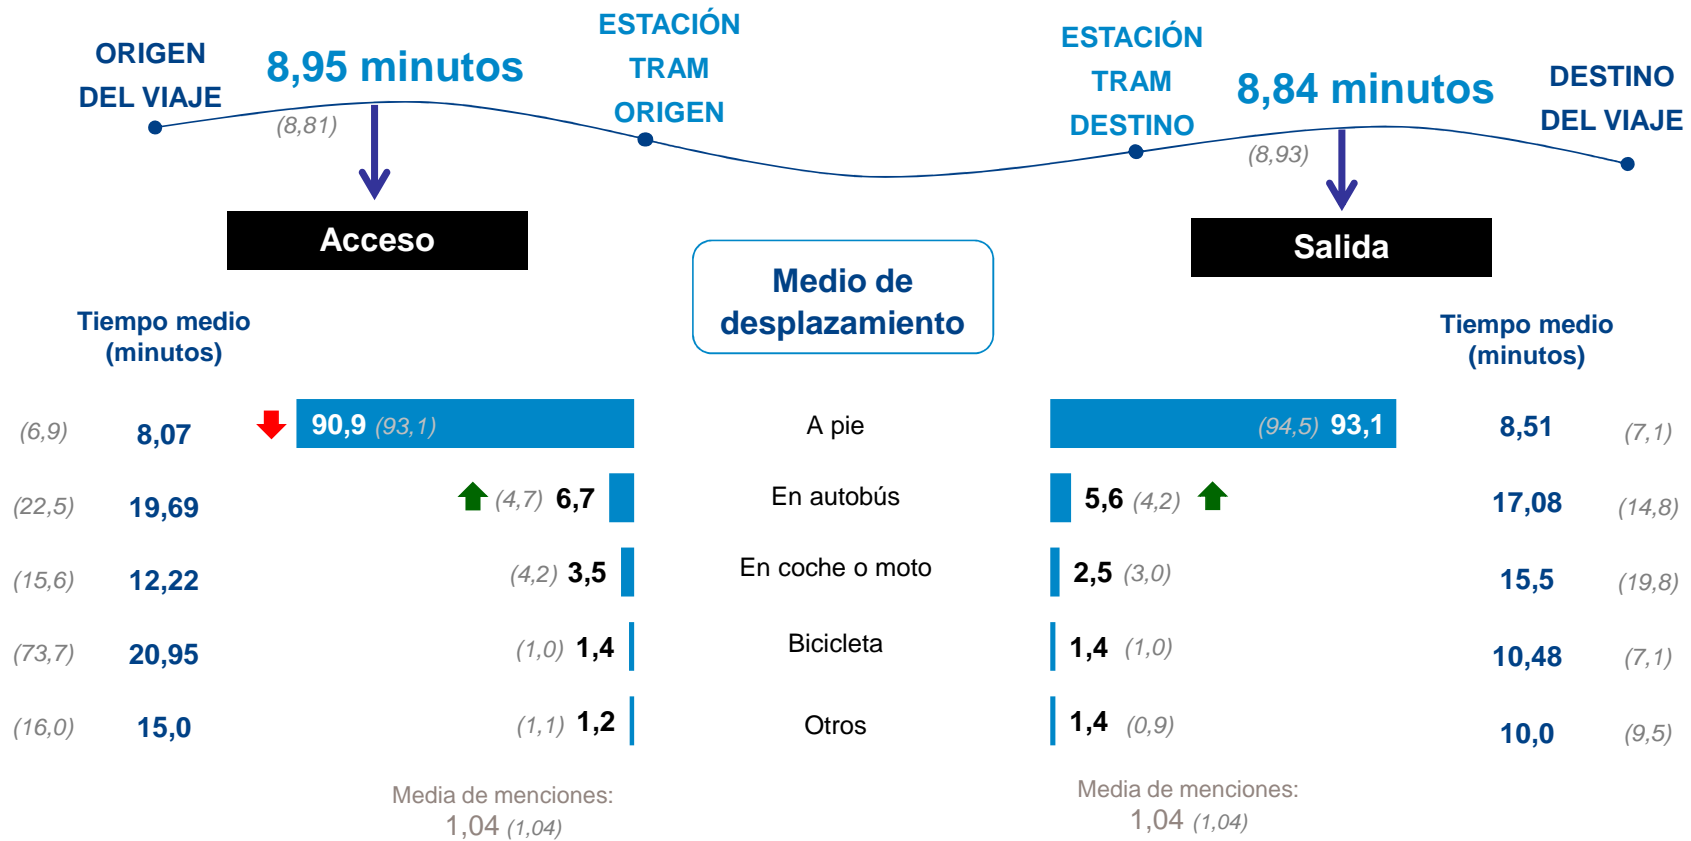 ORIGEN
DEL VIAJE
8,95 minutos
(8,81)
ESTACIÓN
TRAM
ORIGEN
ESTACIÓN
TRAM
DESTINO
8,84 minutos
(8,93)
DESTINO
DEL VIAJE
Acceso
Salida
Medio de
desplazamiento
Tiempo medio
(minutos)
Tiempo medio
(minutos)
(6,9) 8,07 90,9 (93,1) A pie (94,5) 93,1 8,51 (7,1)
(22,5) 19,69 (4,7) 6,7 En autobús 5,6 (4,2) 17,08 (14,8)
(15,6) 12,22 (4,2) 3,5 En coche o moto 2,5 (3,0) 15,5 (19,8)
(73,7) 20,95 (1,0) 1,4 Bicicleta 1,4 (1,0) 10,48 (7,1)
(16,0) 15,0 (1,1) 1,2 Otros 1,4 (0,9) 10,0 (9,5)
Media de menciones:
1,04 (1,04)
Media de menciones:
1,04 (1,04)